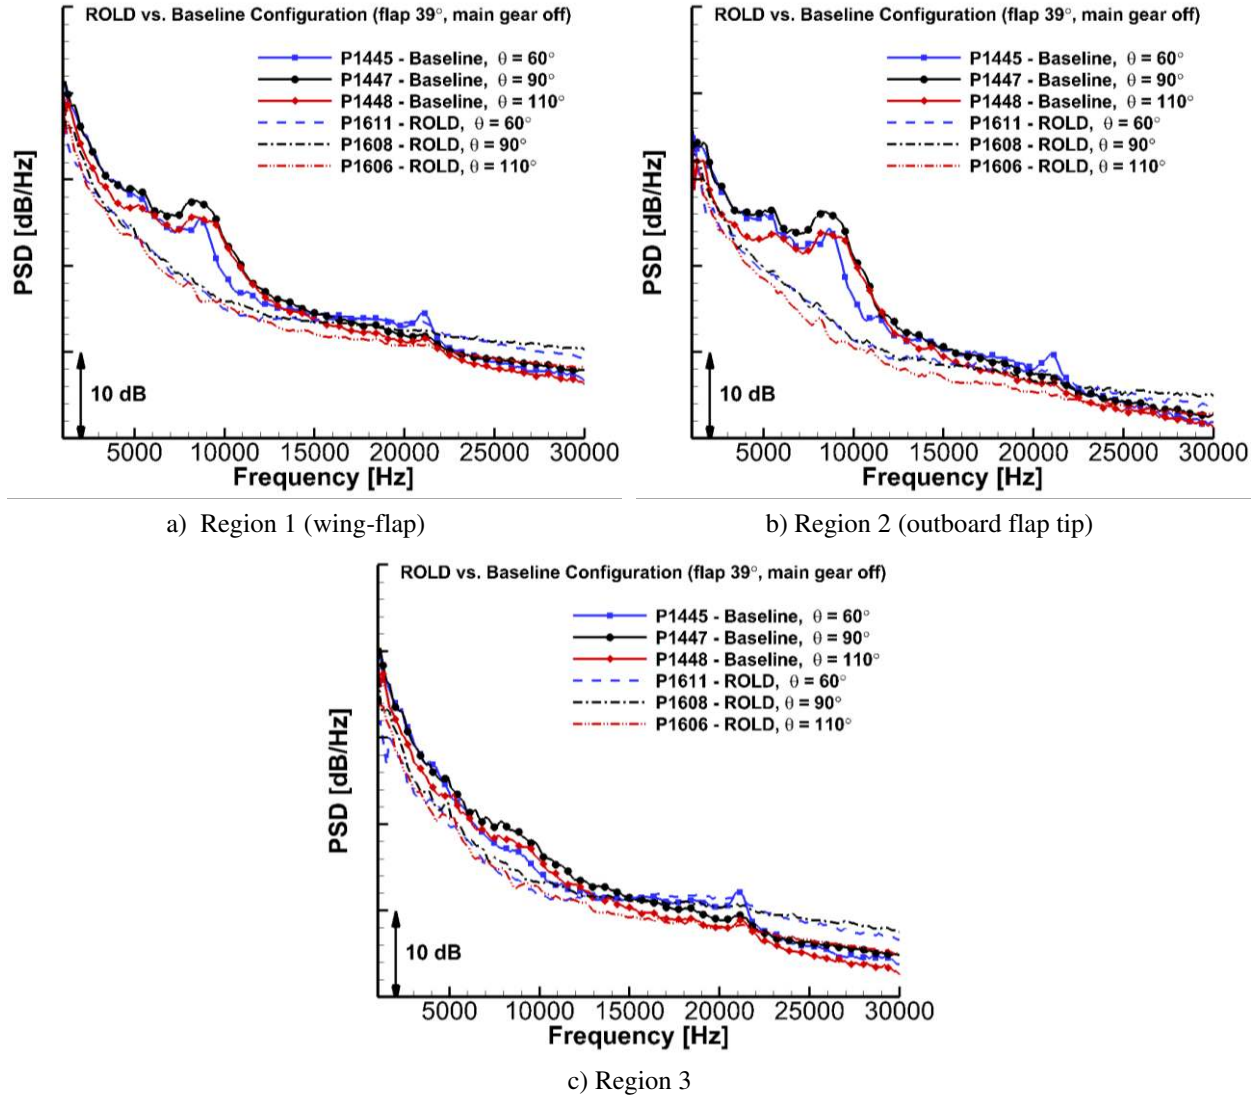 ROLD vs. Baseline Configuration (flap 39°, main gear off)
P1445 - Baseline, θ = 60°
P1447 - Baseline, θ = 90°
P1448 - Baseline, θ = 110°
P1611 - ROLD, θ = 60°
P1608 - ROLD, θ = 90°
P1606 - ROLD, θ = 110°
PSD [dB/Hz]
10 dB
5000 10000 15000 20000 25000 30000
Frequency [Hz]
a) Region 1 (wing-flap)
ROLD vs. Baseline Configuration (flap 39°, main gear off)
P1445 - Baseline, θ = 60°
P1447 - Baseline, θ = 90°
P1448 - Baseline, θ = 110°
P1611 - ROLD, θ = 60°
P1608 - ROLD, θ = 90°
P1606 - ROLD, θ = 110°
PSD [dB/Hz]
10 dB
5000 10000 15000 20000 25000 30000
Frequency [Hz]
b) Region 2 (outboard flap tip)
ROLD vs. Baseline Configuration (flap 39°, main gear off)
P1445 - Baseline, θ = 60°
P1447 - Baseline, θ = 90°
P1448 - Baseline, θ = 110°
P1611 - ROLD, θ = 60°
P1608 - ROLD, θ = 90°
P1606 - ROLD, θ = 110°
PSD [dB/Hz]
10 dB
5000 10000 15000 20000 25000 30000
Frequency [Hz]
c) Region 3